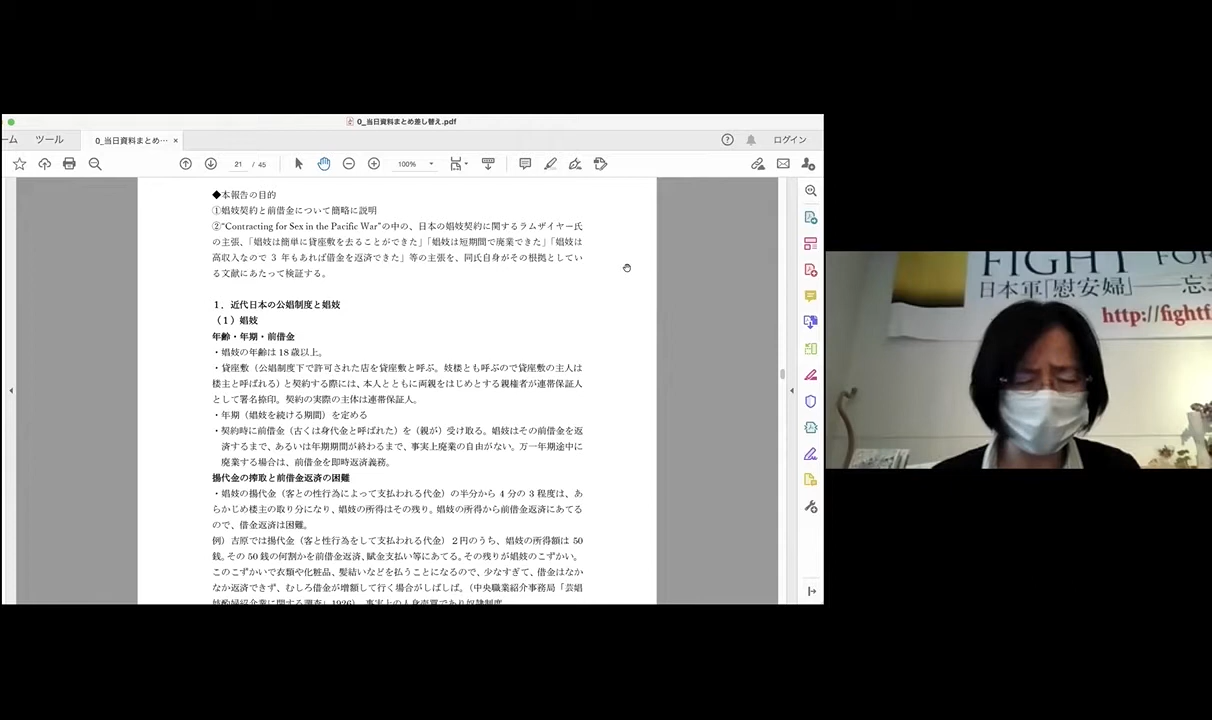 0_当日資料まとめ差し替え.pdf
ーム ツール 0_当日資料まとめ… × ログイン
21 / 45 100%
◆本報告の目的
①娼妓契約と前借金について簡略に説明
②"Contracting for Sex in the Pacific War"の中の、日本の娼妓契約に関するラムザイヤー氏
の主張、「娼妓は簡単に貸座敷を去ることができた」「娼妓は短期間で廃業できた」「娼妓は
高収入なので 3 年もあれば借金を返済できた」等の主張を、同氏自身がその根拠としてい
る文献にあたって検証する。
1．近代日本の公娼制度と娼妓
（1）娼妓
年齢・年期・前借金
・娼妓の年齢は 18 歳以上。
・貸座敷（公娼制度下で許可された店を貸座敷と呼ぶ。妓楼とも呼ぶので貸座敷の主人は
楼主と呼ばれる）と契約する際には、本人とともに両親をはじめとする親権者が連帯保証人
として署名捺印。契約の実際の主体は連帯保証人。
・年期（娼妓を続ける期間）を定める
・契約時に前借金（古くは身代金と呼ばれた）を（親が）受け取る。娼妓はその前借金を返
済するまで、あるいは年期期間が終わるまで、事実上廃業の自由がない。万一年期途中に
廃業する場合は、前借金を即時返済義務。
揚代金の搾取と前借金返済の困難
・娼妓の揚代金（客との性行為によって支払われる代金）の半分から 4 分の 3 程度は、あ
らかじめ楼主の取り分になり、娼妓の所得はその残り。娼妓の所得から前借金返済にあてる
ので、借金返済は困難。
例）吉原では揚代金（客と性行為をして支払われる代金）２円のうち、娼妓の所得額は 50
銭。その 50 銭の何割かを前借金返済、賦金支払い等にあてる。その残りが娼妓のこずかい。
このこずかいで衣類や化粧品、髪結いなどを払うことになるので、少なすぎて、借金はなか
なか返済できず、むしろ借金が増額して行く場合がしばしば。（中央職業紹介事務局「芸娼
妓酌婦紹介業に関する調査」1926）。事実上の人身売買であり奴隷制度
FIGHT FOR
日本軍「慰安婦」——忘
http://fightf